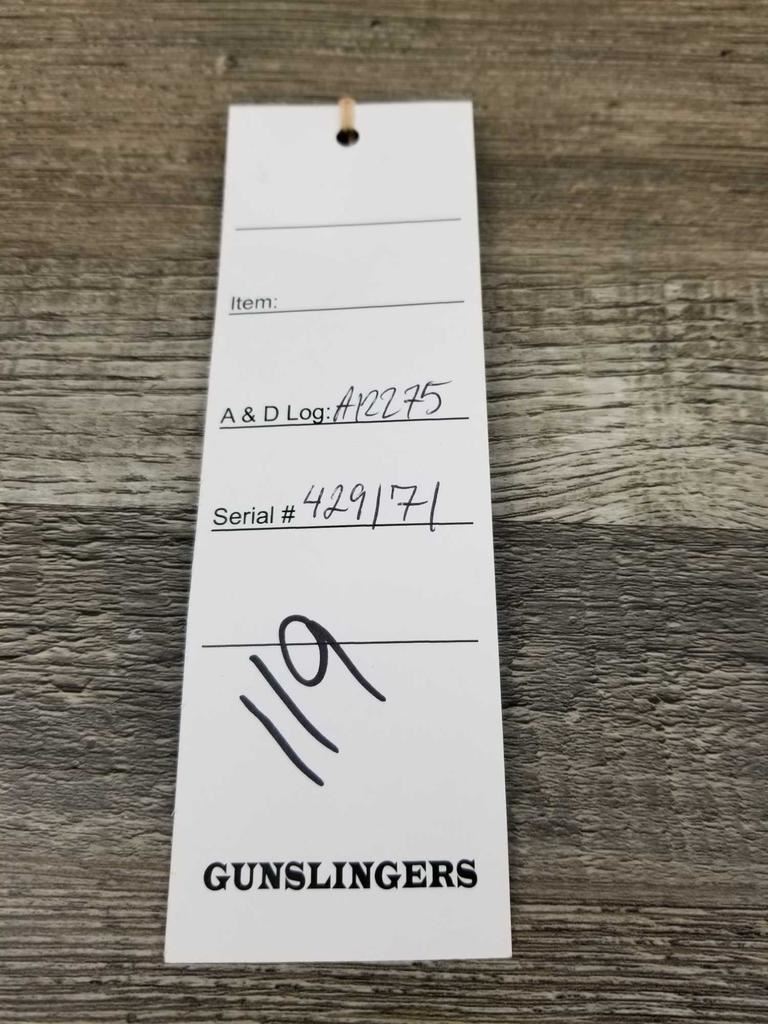 Item:
A & D Log: A12275
Serial # 429171
119
GUNSLINGERS